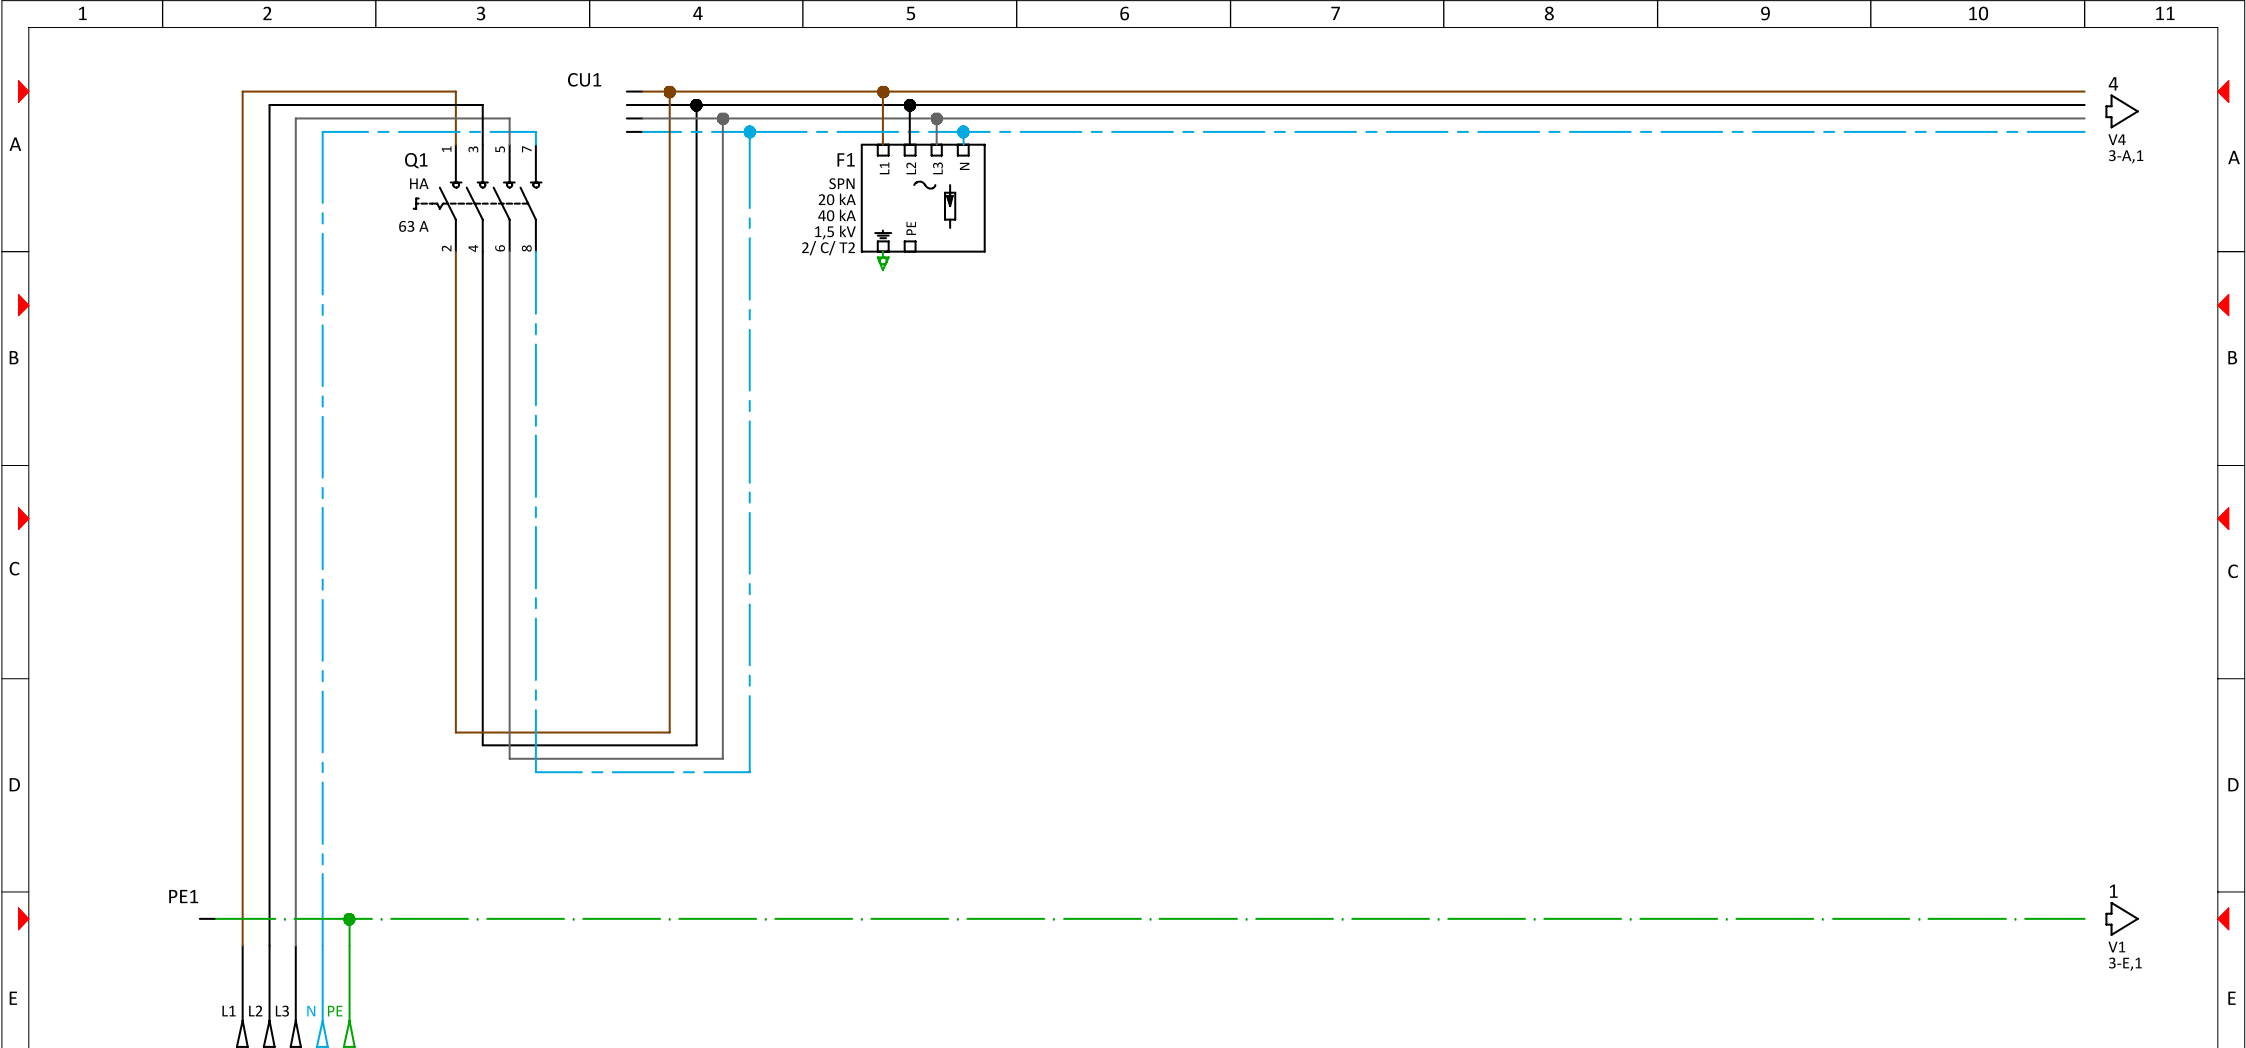 1 2 3 4 5 6 7 8 9 10 11
CU1
4
V4
3-A,1
A
A
1 3 5 7
Q1
HA
63 A
2 4 6 8
F1
SPN
20 kA
40 kA
1,5 kV
2/ C/ T2
L1 L2 L3 N
PE
B
B
C
C
D
D
PE1
1
V1
3-E,1
E
E
L1 L2 L3 N PE